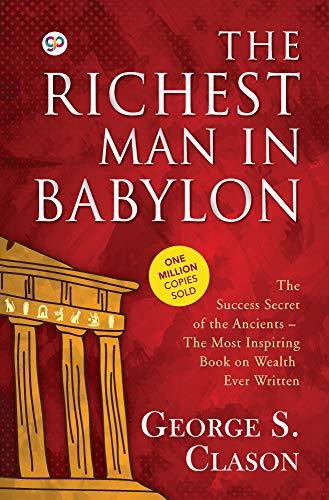 gp
THE
RICHEST
MAN IN
BABYLON
ONE
MILLION
COPIES
SOLD
The
Success Secret
of the Ancients –
The Most Inspiring
Book on Wealth
Ever Written
GEORGE S.
CLASON